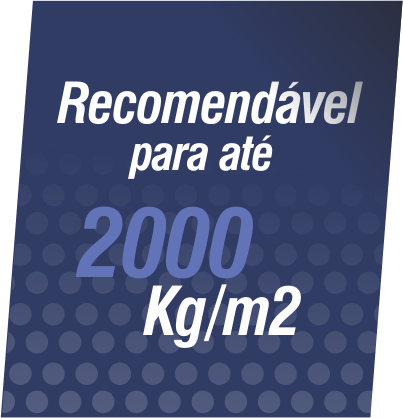 Recomendável
para até
2000
Kg/m2